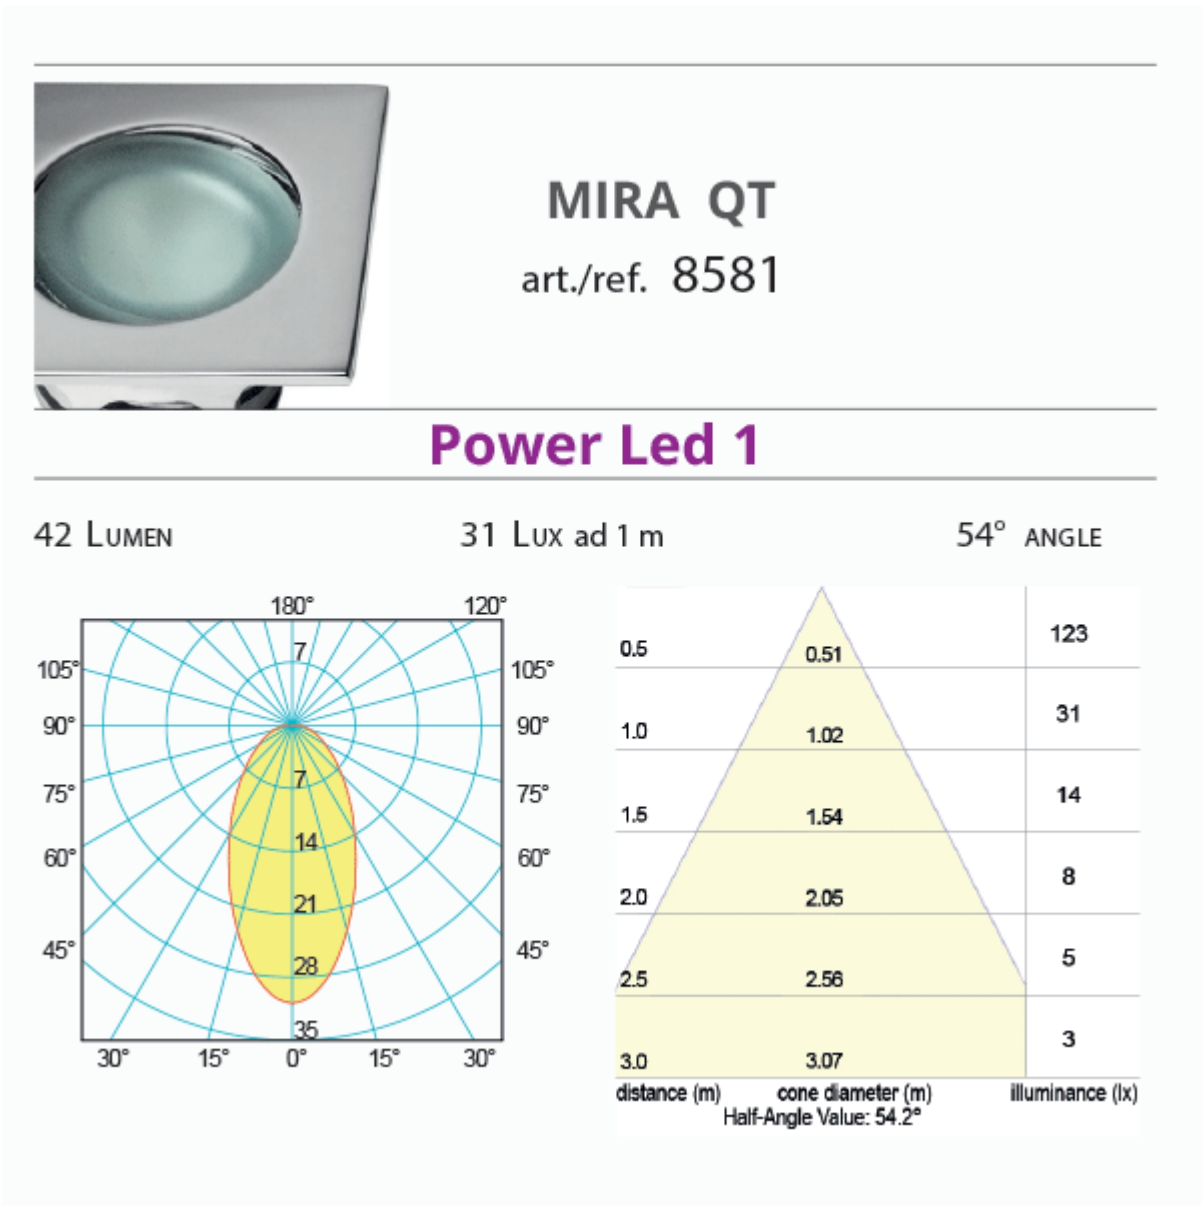 MIRA QT
art./ref. 8581
Power Led 1
42 LUMEN
31 LUX ad 1 m
54° ANGLE
180° 120°
7
105° 105°
90° 90°
7
75° 75°
14
60° 60°
21
45° 45°
28
35
30° 15° 0° 15° 30°
0.5 0.51 123
1.0 1.02 31
1.5 1.54 14
2.0 2.05 8
2.5 2.56 5
3.0 3.07 3
distance (m) cone diameter (m) illuminance (lx)
Half-Angle Value: 54.2°